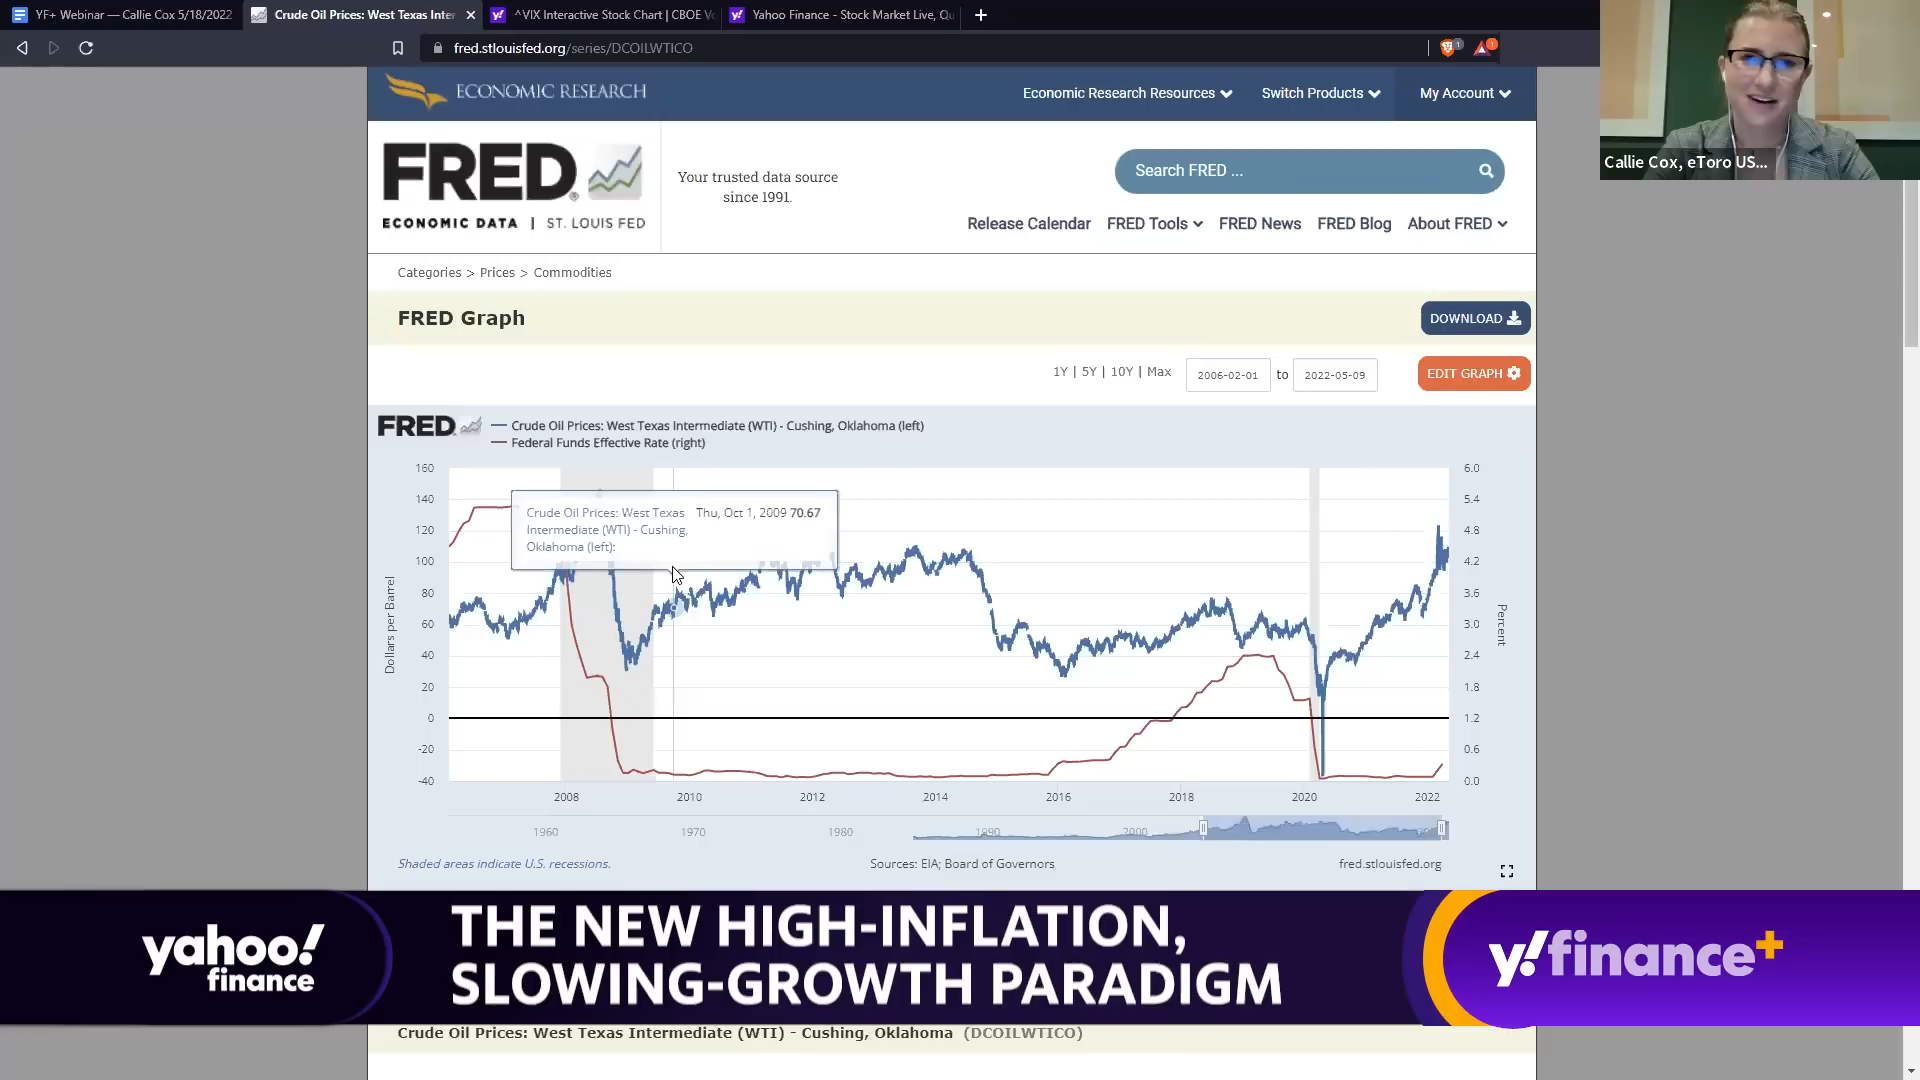 YF+ Webinar — Callie Cox 5/18/2022
Crude Oil Prices: West Texas Inter
^VIX Interactive Stock Chart | CBOE Vo
Yahoo Finance - Stock Market Live, Qu
fred.stlouisfed.org/series/DCOILWTICO
1
1
Callie Cox, eToro US...
ECONOMIC RESEARCH
Economic Research Resources
Switch Products
My Account
FRED®
ECONOMIC DATA | ST. LOUIS FED
Your trusted data source
since 1991.
Search FRED ...
Release Calendar
FRED Tools
FRED News
FRED Blog
About FRED
Categories > Prices > Commodities
FRED Graph
DOWNLOAD
1Y | 5Y | 10Y | Max
2006-02-01 to 2022-05-09
EDIT GRAPH
FRED
Crude Oil Prices: West Texas Intermediate (WTI) - Cushing, Oklahoma (left)
Federal Funds Effective Rate (right)
160
140
120
100
80
60
40
20
0
-20
-40
Dollars per Barrel
Crude Oil Prices: West Texas Intermediate (WTI) - Cushing, Oklahoma (left):
Thu, Oct 1, 2009 70.67
6.0
5.4
4.8
4.2
3.6
3.0
2.4
1.8
1.2
0.6
0.0
Percent
2008 2010 2012 2014 2016 2018 2020 2022
1960 1970 1980 1990 2000
Shaded areas indicate U.S. recessions.
Sources: EIA; Board of Governors
fred.stlouisfed.org
yahoo!
finance
THE NEW HIGH-INFLATION,
SLOWING-GROWTH PARADIGM
y!finance+
Crude Oil Prices: West Texas Intermediate (WTI) - Cushing, Oklahoma (DCOILWTICO)